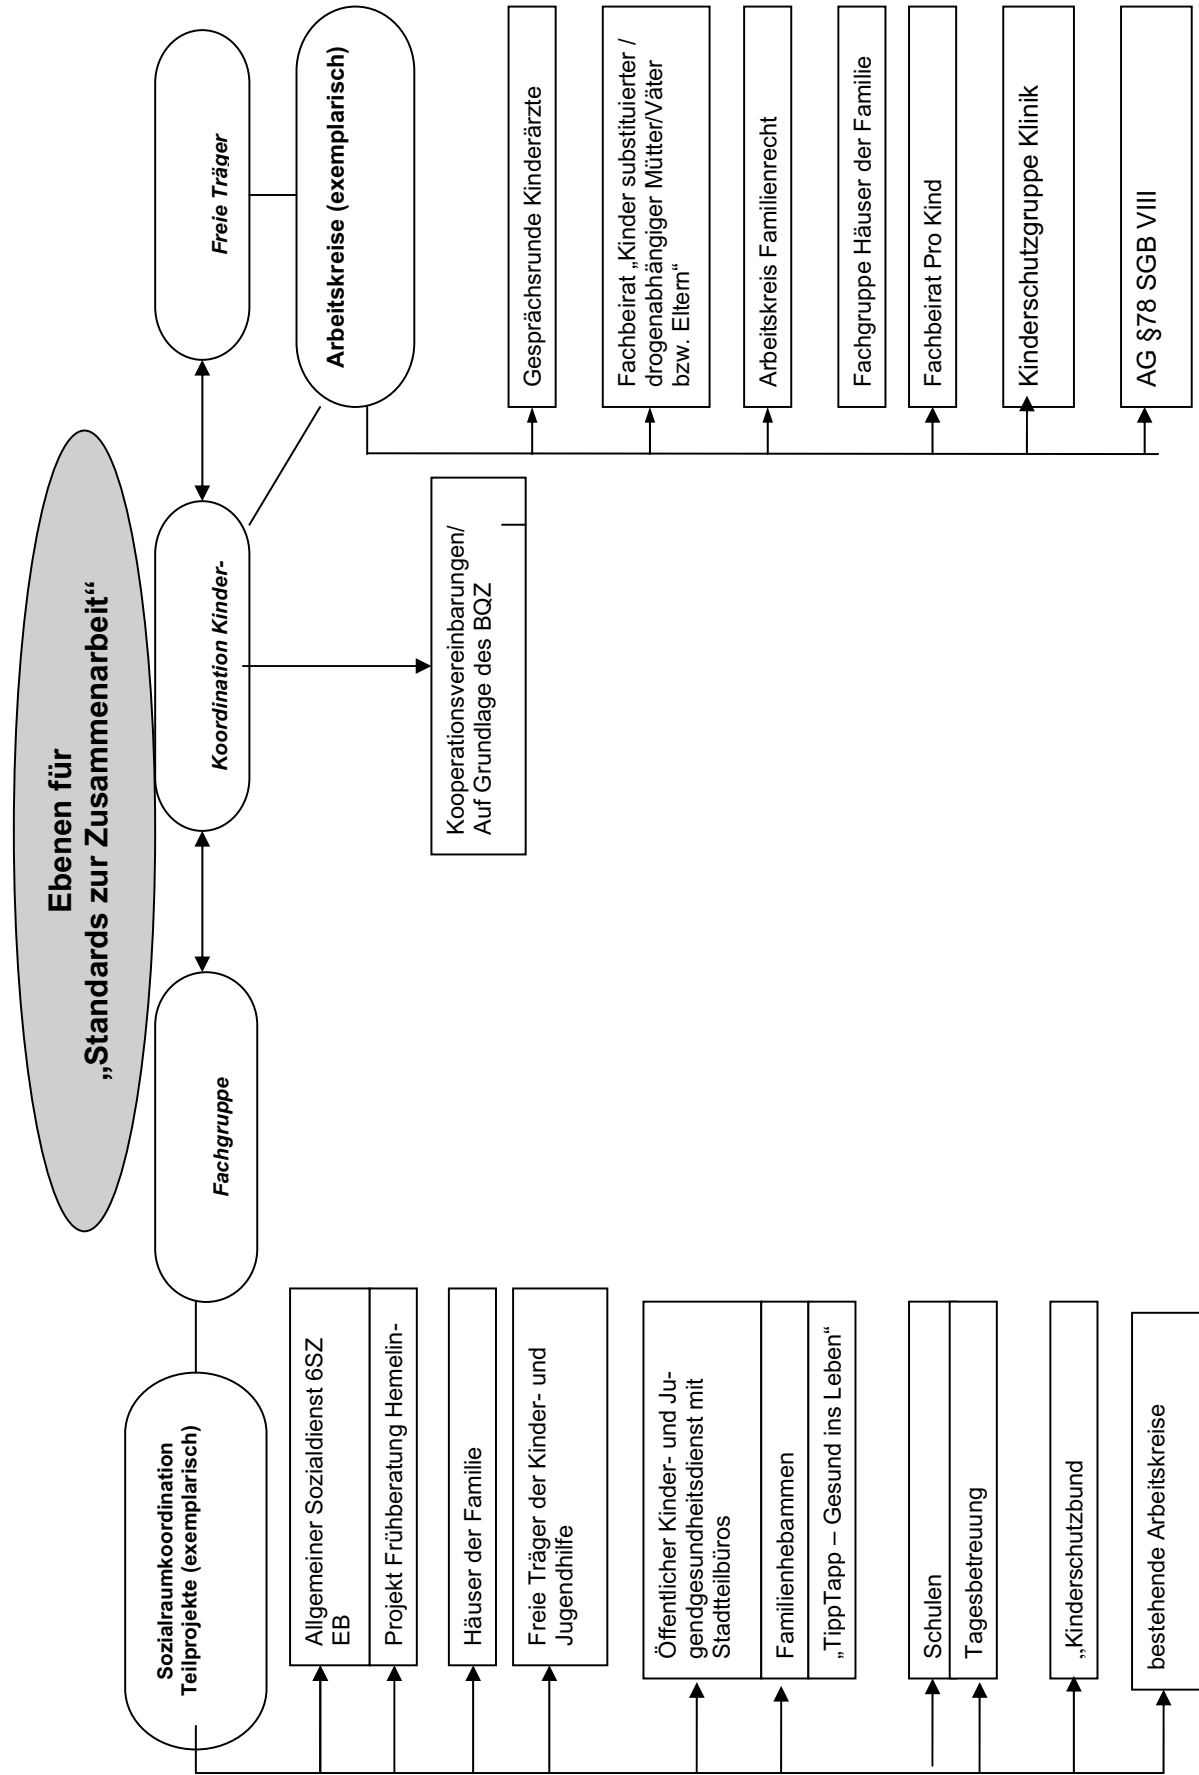 Ebenen für
„Standards zur Zusammenarbeit“
Sozialraumkoordination
Teilprojekte (exemplarisch)
Fachgruppe
Koordination Kinder-
Freie Träger
Arbeitskreise (exemplarisch)
Allgemeiner Sozialdienst 6SZ
EB
Projekt Frühberatung Hemelin-
Häuser der Familie
Freie Träger der Kinder- und
Jugendhilfe
Öffentlicher Kinder- und Ju-
gendgesundheitsdienst mit
Stadtteilbüros
Familienhebammen
„TippTapp – Gesund ins Leben“
Schulen
Tagesbetreuung
„Kinderschutzbund
bestehende Arbeitskreise
Kooperationsvereinbarungen/
Auf Grundlage des BQZ
Gesprächsrunde Kinderärzte
Fachbeirat „Kinder substituierter /
drogenabhängiger Mütter/Väter
bzw. Eltern“
Arbeitskreis Familienrecht
Fachgruppe Häuser der Familie
Fachbeirat Pro Kind
Kinderschutzgruppe Klinik
AG §78 SGB VIII